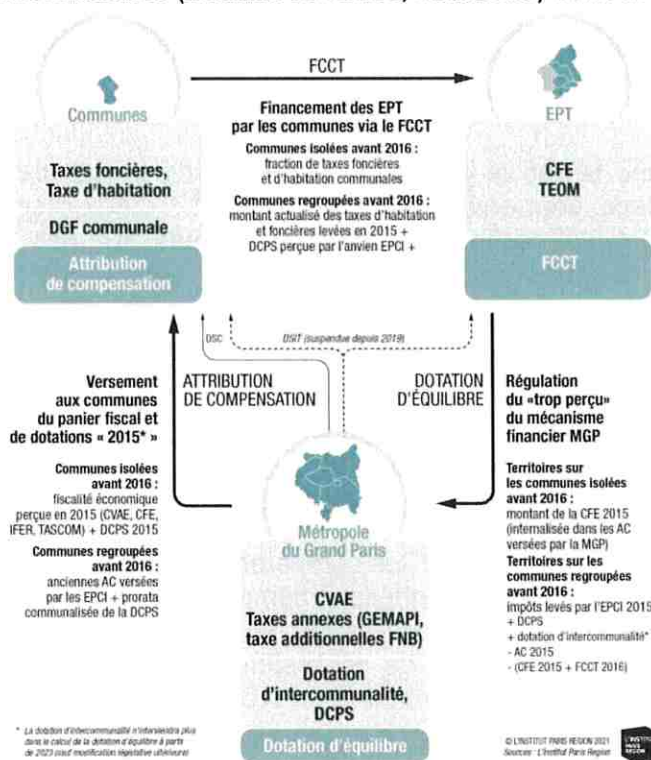 FCCT
Communes
Taxes foncières,
Taxe d'habitation
DGF communale
Attribution
de compensation
Financement des EPT
par les communes via le FCCT
Communes isolées avant 2016 :
fraction de taxes foncières
et d'habitation communales
Communes regroupées avant 2016 :
montant actualisé des taxes d'habitation
et foncières levées en 2015 +
DCPS perçue par l'anvien EPCI +
EPT
CFE
TEOM
FCCT
DSC
DSIT (suspendue depuis 2019)
Versement
aux communes
du panier fiscal et
de dotations « 2015* »
Communes isolées
avant 2016 :
fiscalité économique
perçue en 2015 (CVAE, CFE,
IFER, TASCOM) + DCPS 2015
Communes regroupées
avant 2016 :
anciennes AC versées
par les EPCI + prorata
communalisée de la DCPS
ATTRIBUTION
DE COMPENSATION
DOTATION
D'ÉQUILIBRE
Régulation
du «trop perçu»
du mécanisme
financier MGP
Territoires sur
les communes isolées
avant 2016 :
montant de la CFE 2015
(internalisée dans les AC
versées par la MGP)
Territoires sur les
communes regroupées
avant 2016 :
impôts levés par l'EPCI 2015
+ DCPS
+ dotation d'intercommunalité*
- AC 2015
- (CFE 2015 + FCCT 2016)
Métropole
du Grand Paris
CVAE
Taxes annexes (GEMAPI,
taxe additionnelles FNB)
Dotation
d'intercommunalité,
DCPS
Dotation d'équilibre
* La dotation d'intercommunalité n'interviendra plus
dans le calcul de la dotation d'équilibre à partir
de 2023 (sauf modification législative ultérieure)
© L'INSTITUT PARIS REGION 2021
Sources : L'Institut Paris Region
L'INSTITUT
PARIS
REGION